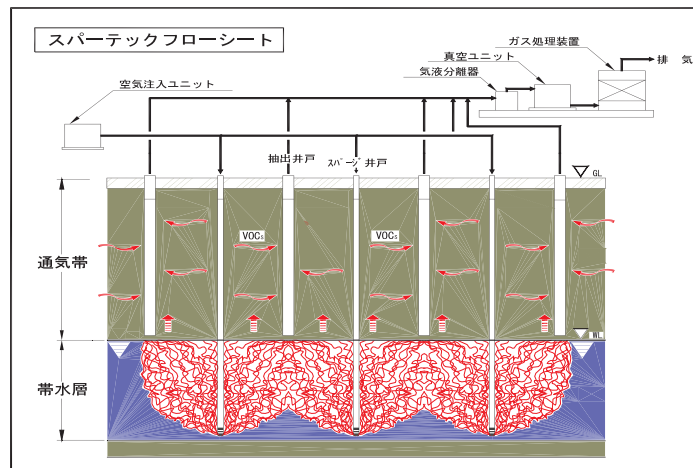 スパーテックフローシート
ガス処理装置
真空ユニット
排 気
気液分離器
空気注入ユニット
抽出井戸
スパージ井戸
GL
VOCs
VOCs
通気帯
WL
帯水層